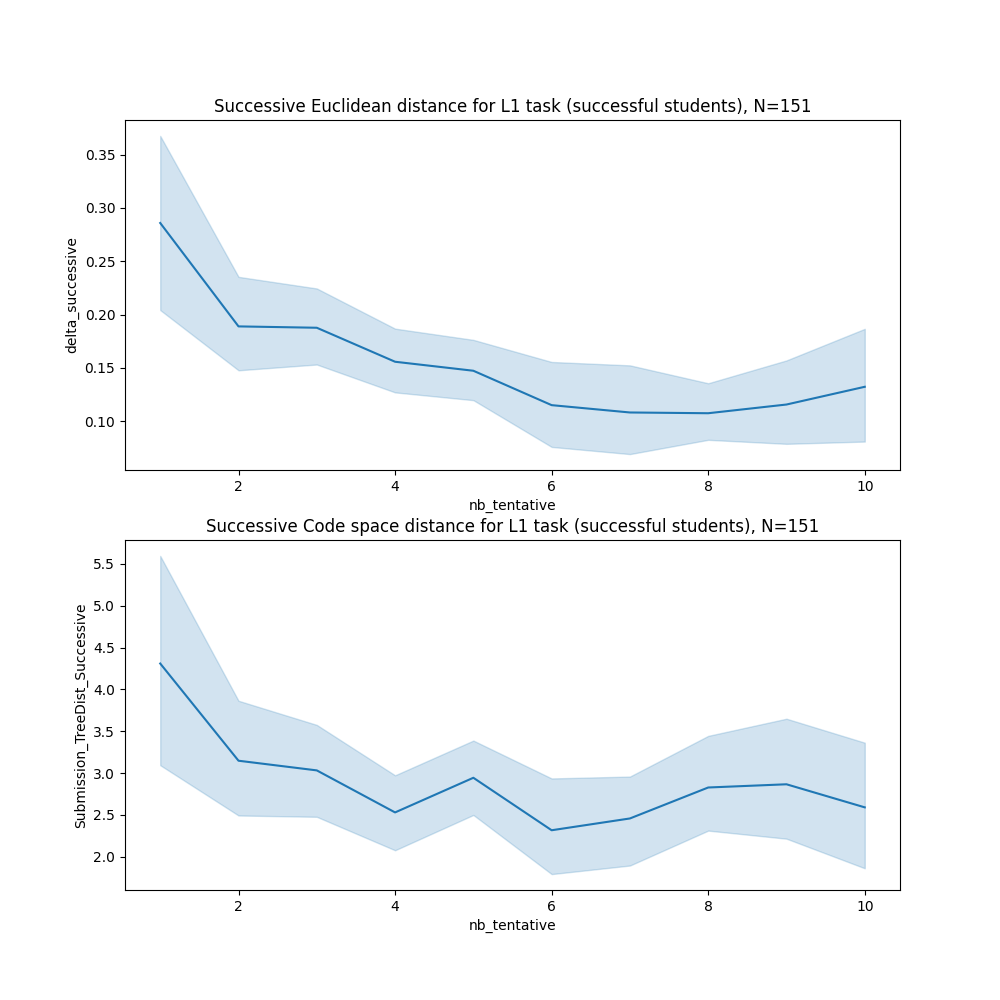 Successive Euclidean distance for L1 task (successful students), N=151
delta_successive
0.35
0.30
0.25
0.20
0.15
0.10
2 4 6 8 10
nb_tentative
Successive Code space distance for L1 task (successful students), N=151
Submission_TreeDist_Successive
5.5
5.0
4.5
4.0
3.5
3.0
2.5
2.0
2 4 6 8 10
nb_tentative